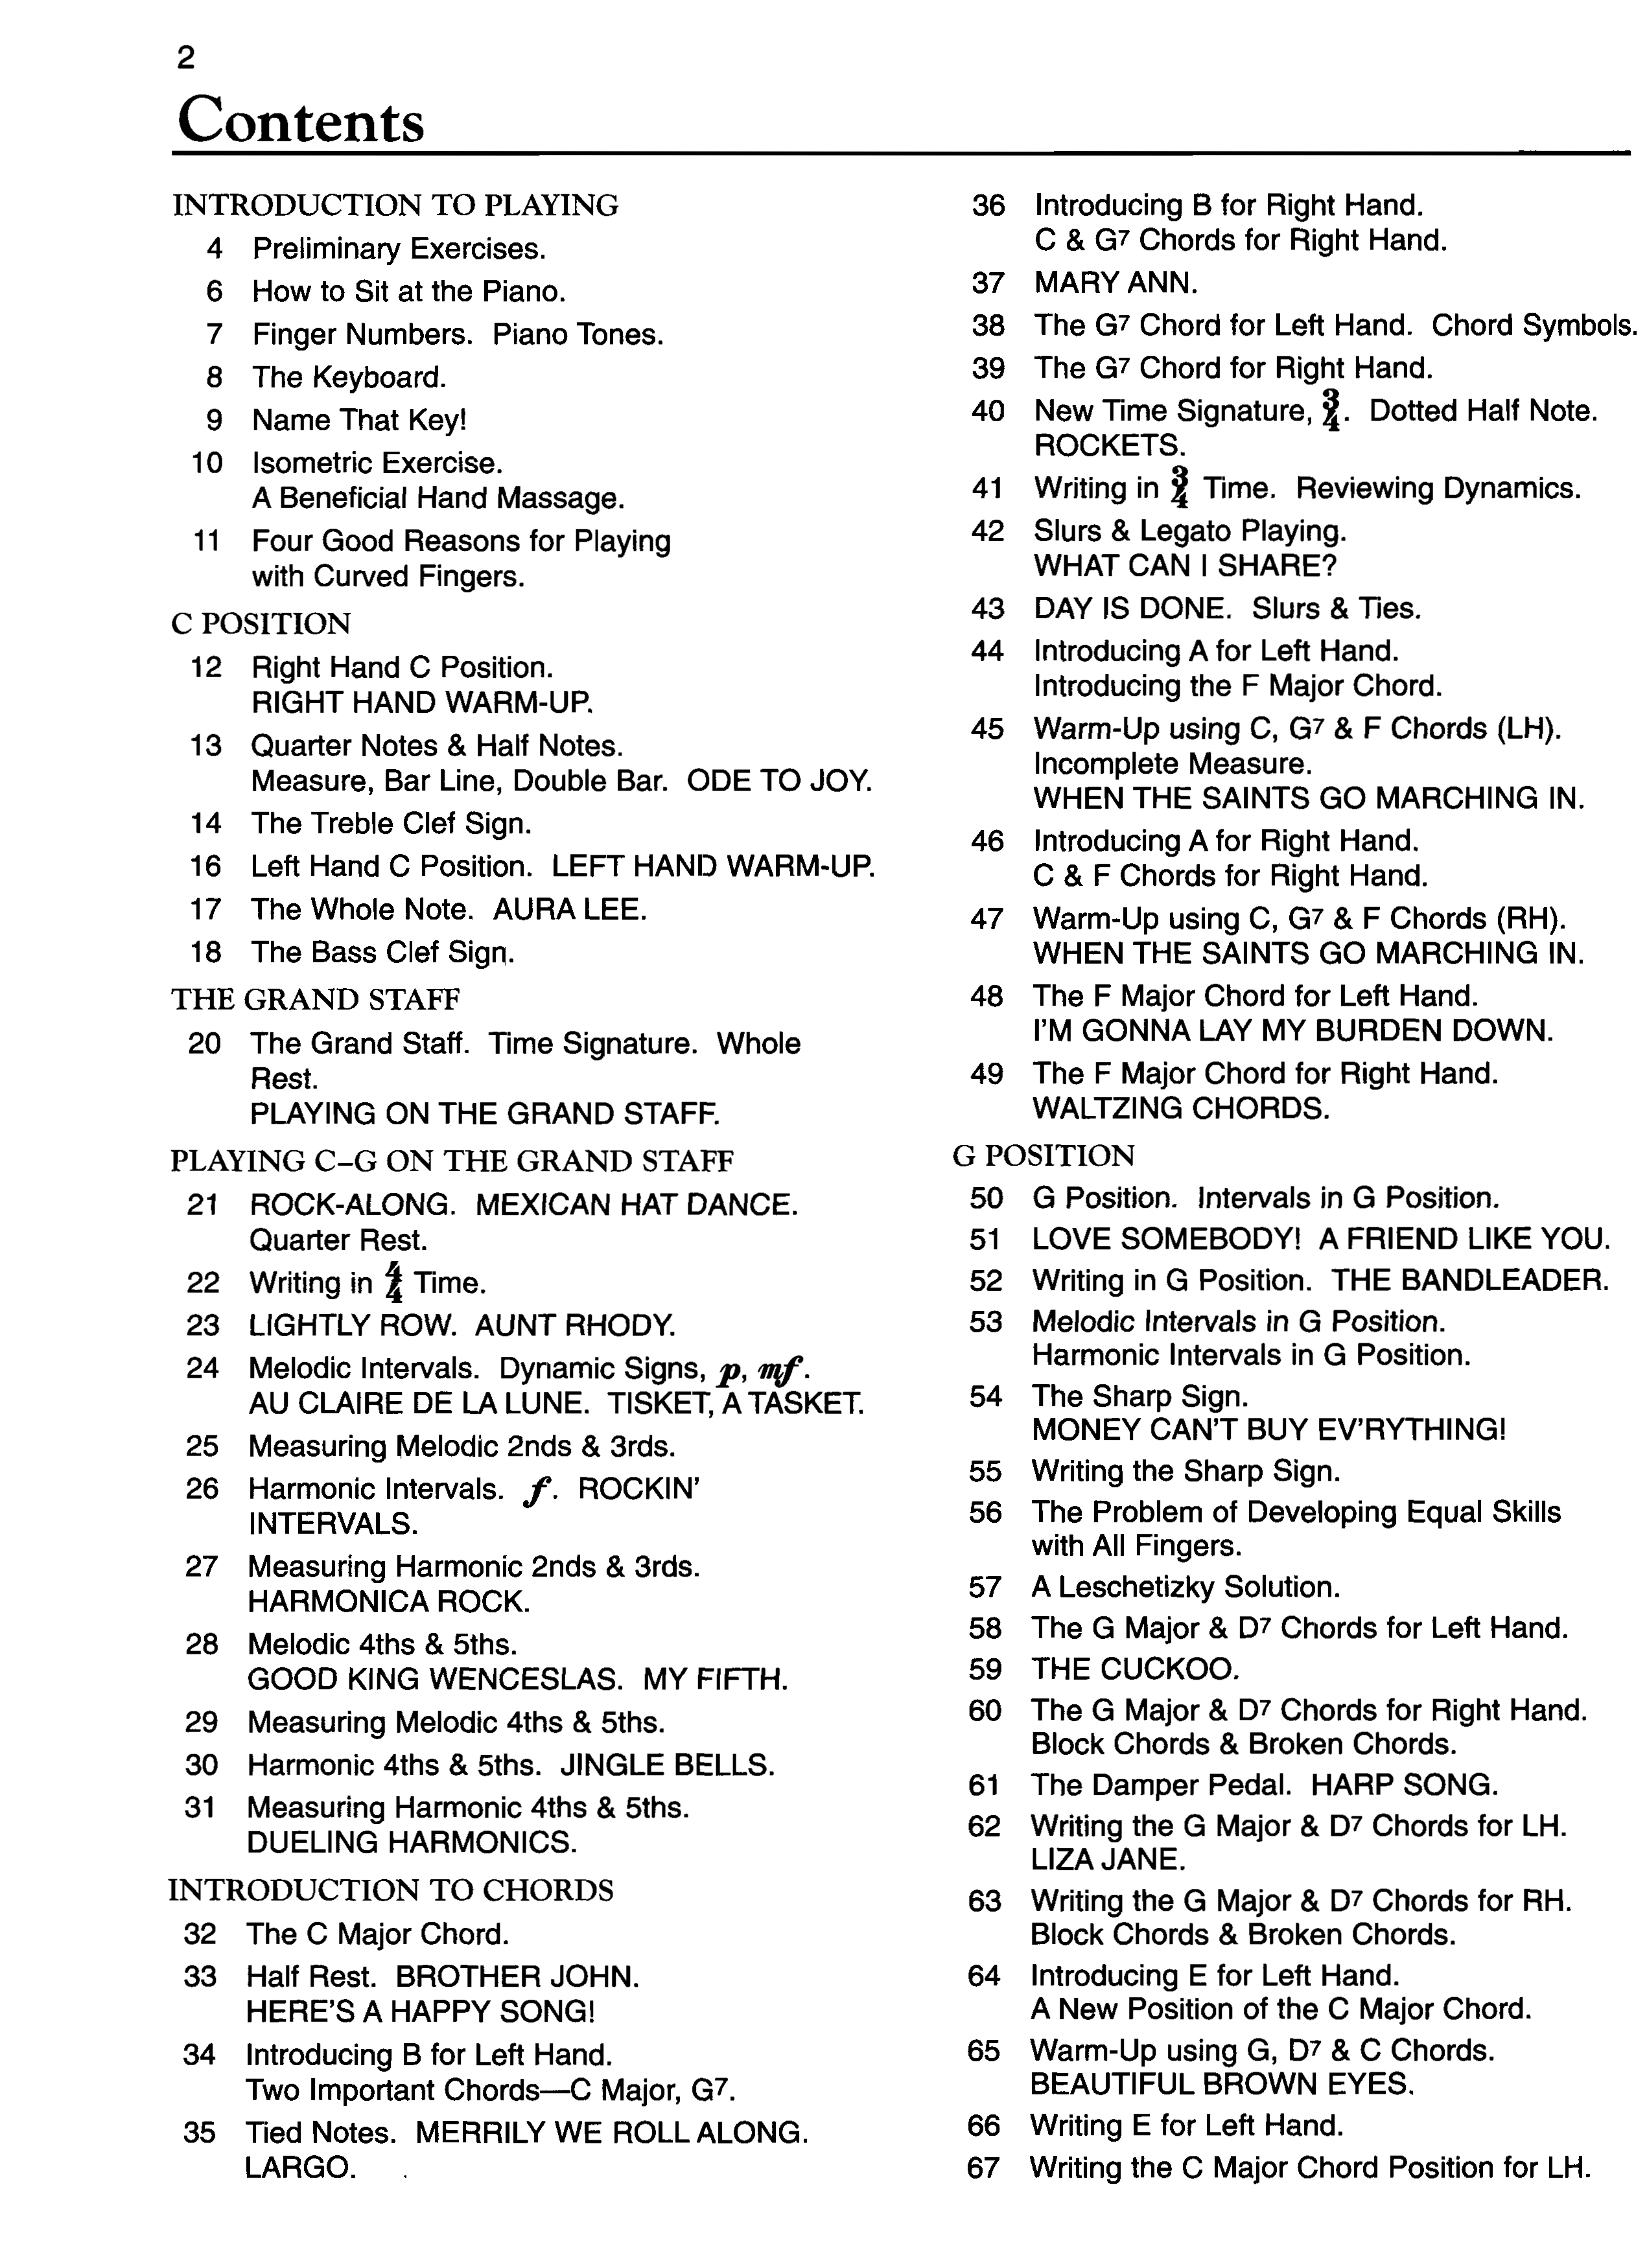 2
Contents
INTRODUCTION TO PLAYING
4 Preliminary Exercises.
6 How to Sit at the Piano.
7 Finger Numbers. Piano Tones.
8 The Keyboard.
9 Name That Key!
10 Isometric Exercise.
A Beneficial Hand Massage.
11 Four Good Reasons for Playing
with Curved Fingers.
C POSITION
12 Right Hand C Position.
RIGHT HAND WARM-UP.
13 Quarter Notes & Half Notes.
Measure, Bar Line, Double Bar. ODE TO JOY.
14 The Treble Clef Sign.
16 Left Hand C Position. LEFT HAND WARM-UP.
17 The Whole Note. AURA LEE.
18 The Bass Clef Sign.
THE GRAND STAFF
20 The Grand Staff. Time Signature. Whole
Rest.
PLAYING ON THE GRAND STAFF.
PLAYING C–G ON THE GRAND STAFF
21 ROCK-ALONG. MEXICAN HAT DANCE.
Quarter Rest.
22 Writing in 4/4 Time.
23 LIGHTLY ROW. AUNT RHODY.
24 Melodic Intervals. Dynamic Signs, p, mf.
AU CLAIRE DE LA LUNE. TISKET, A TASKET.
25 Measuring Melodic 2nds & 3rds.
26 Harmonic Intervals. f. ROCKIN'
INTERVALS.
27 Measuring Harmonic 2nds & 3rds.
HARMONICA ROCK.
28 Melodic 4ths & 5ths.
GOOD KING WENCESLAS. MY FIFTH.
29 Measuring Melodic 4ths & 5ths.
30 Harmonic 4ths & 5ths. JINGLE BELLS.
31 Measuring Harmonic 4ths & 5ths.
DUELING HARMONICS.
INTRODUCTION TO CHORDS
32 The C Major Chord.
33 Half Rest. BROTHER JOHN.
HERE'S A HAPPY SONG!
34 Introducing B for Left Hand.
Two Important Chords—C Major, G7.
35 Tied Notes. MERRILY WE ROLL ALONG.
LARGO.
36 Introducing B for Right Hand.
C & G7 Chords for Right Hand.
37 MARY ANN.
38 The G7 Chord for Left Hand. Chord Symbols.
39 The G7 Chord for Right Hand.
40 New Time Signature, 3/4. Dotted Half Note.
ROCKETS.
41 Writing in 3/4 Time. Reviewing Dynamics.
42 Slurs & Legato Playing.
WHAT CAN I SHARE?
43 DAY IS DONE. Slurs & Ties.
44 Introducing A for Left Hand.
Introducing the F Major Chord.
45 Warm-Up using C, G7 & F Chords (LH).
Incomplete Measure.
WHEN THE SAINTS GO MARCHING IN.
46 Introducing A for Right Hand.
C & F Chords for Right Hand.
47 Warm-Up using C, G7 & F Chords (RH).
WHEN THE SAINTS GO MARCHING IN.
48 The F Major Chord for Left Hand.
I'M GONNA LAY MY BURDEN DOWN.
49 The F Major Chord for Right Hand.
WALTZING CHORDS.
G POSITION
50 G Position. Intervals in G Position.
51 LOVE SOMEBODY! A FRIEND LIKE YOU.
52 Writing in G Position. THE BANDLEADER.
53 Melodic Intervals in G Position.
Harmonic Intervals in G Position.
54 The Sharp Sign.
MONEY CAN'T BUY EV'RYTHING!
55 Writing the Sharp Sign.
56 The Problem of Developing Equal Skills
with All Fingers.
57 A Leschetizky Solution.
58 The G Major & D7 Chords for Left Hand.
59 THE CUCKOO.
60 The G Major & D7 Chords for Right Hand.
Block Chords & Broken Chords.
61 The Damper Pedal. HARP SONG.
62 Writing the G Major & D7 Chords for LH.
LIZA JANE.
63 Writing the G Major & D7 Chords for RH.
Block Chords & Broken Chords.
64 Introducing E for Left Hand.
A New Position of the C Major Chord.
65 Warm-Up using G, D7 & C Chords.
BEAUTIFUL BROWN EYES.
66 Writing E for Left Hand.
67 Writing the C Major Chord Position for LH.